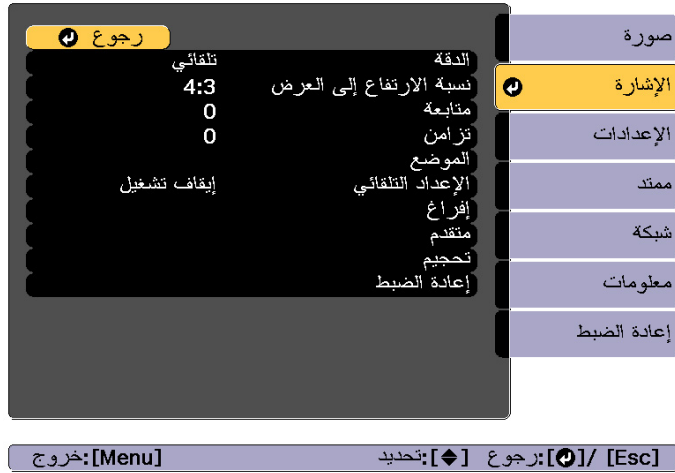 صورة
الإشارة
الإعدادات
ممتد
شبكة
معلومات
إعادة الضبط
رجوع
الدقة تلقائي
نسبة الارتفاع إلى العرض 4:3
متابعة 0
تزامن 0
الموضع
الإعداد التلقائي إيقاف تشغيل
إفراغ
متقدم
تحجيم
إعادة الضبط
[Esc] /[]:رجوع []:تحديد [Menu]:خروج